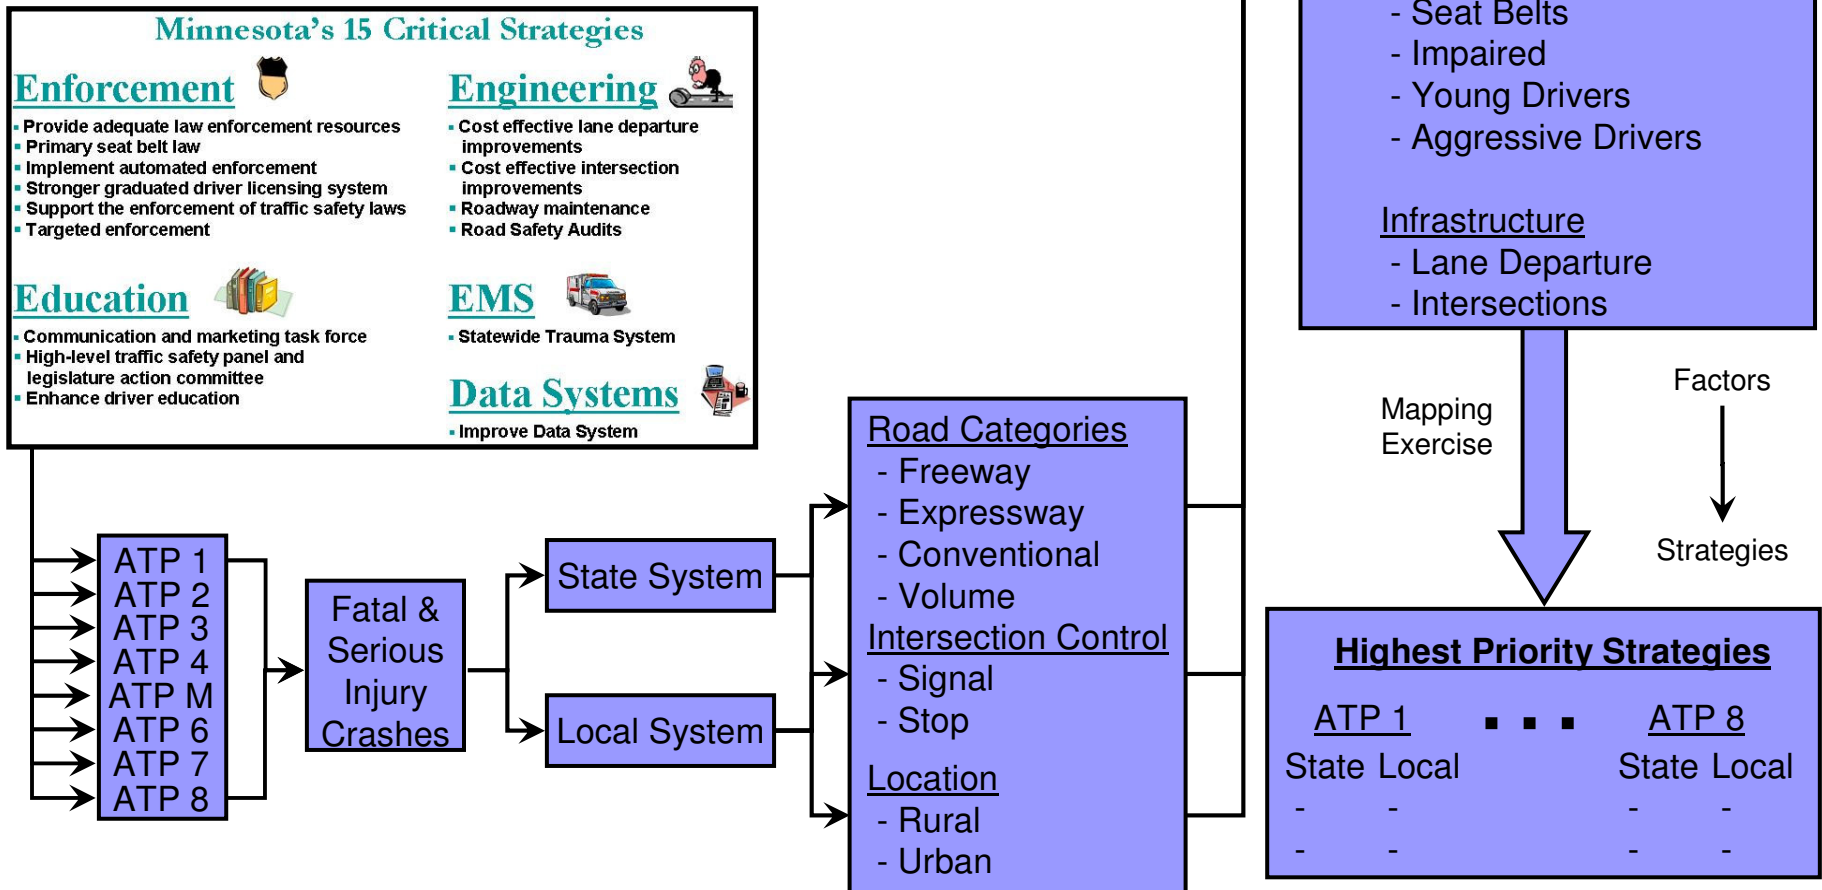 Minnesota's 15 Critical Strategies
Enforcement
▪ Provide adequate law enforcement resources
▪ Primary seat belt law
▪ Implement automated enforcement
▪ Stronger graduated driver licensing system
▪ Support the enforcement of traffic safety laws
▪ Targeted enforcement
Engineering
▪ Cost effective lane departure
improvements
▪ Cost effective intersection
improvements
▪ Roadway maintenance
▪ Road Safety Audits
Education
▪ Communication and marketing task force
▪ High-level traffic safety panel and
legislature action committee
▪ Enhance driver education
EMS
▪ Statewide Trauma System
Data Systems
▪ Improve Data System
ATP 1
ATP 2
ATP 3
ATP 4
ATP M
ATP 6
ATP 7
ATP 8
Fatal &
Serious
Injury
Crashes
State System
Local System
Road Categories
- Freeway
- Expressway
- Conventional
- Volume
Intersection Control
- Signal
- Stop
Location
- Rural
- Urban
- Seat Belts
- Impaired
- Young Drivers
- Aggressive Drivers
Infrastructure
- Lane Departure
- Intersections
Mapping
Exercise
Factors
Strategies
Highest Priority Strategies
ATP 1 ▪ ▪ ▪ ATP 8
State Local State Local
- - - -
- - - -